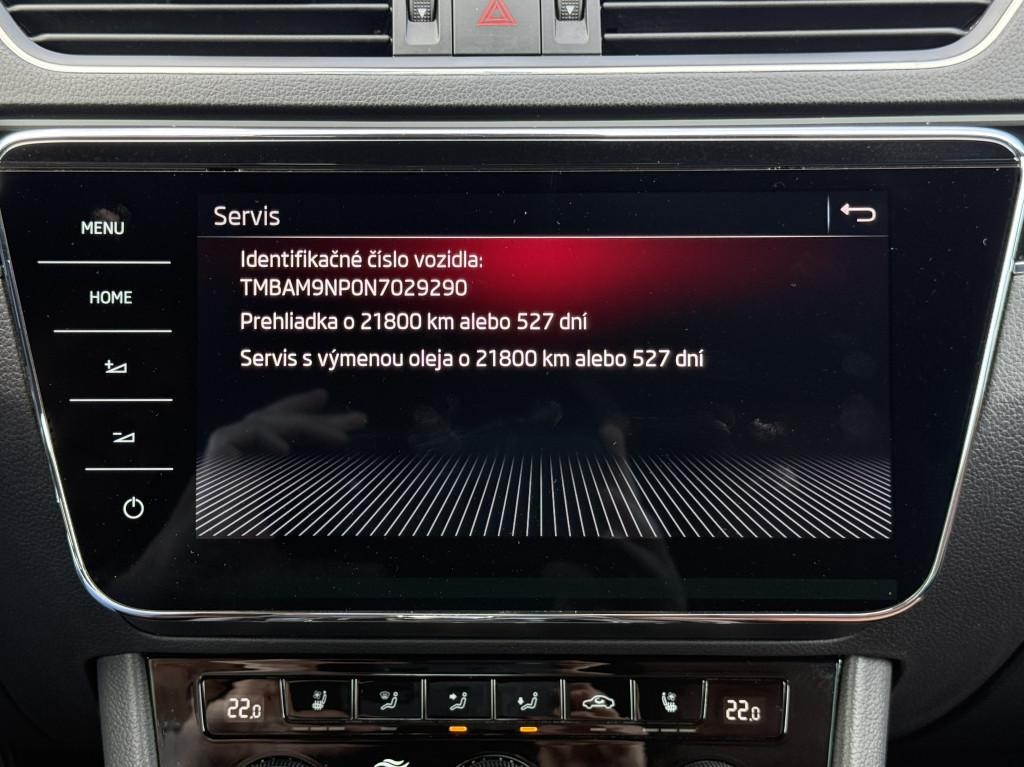 MENU
HOME
Servis
Identifikačné číslo vozidla:
TMBAM9NP0N7029290
Prehliadka o 21800 km alebo 527 dní
Servis s výmenou oleja o 21800 km alebo 527 dní
22.0
22.0